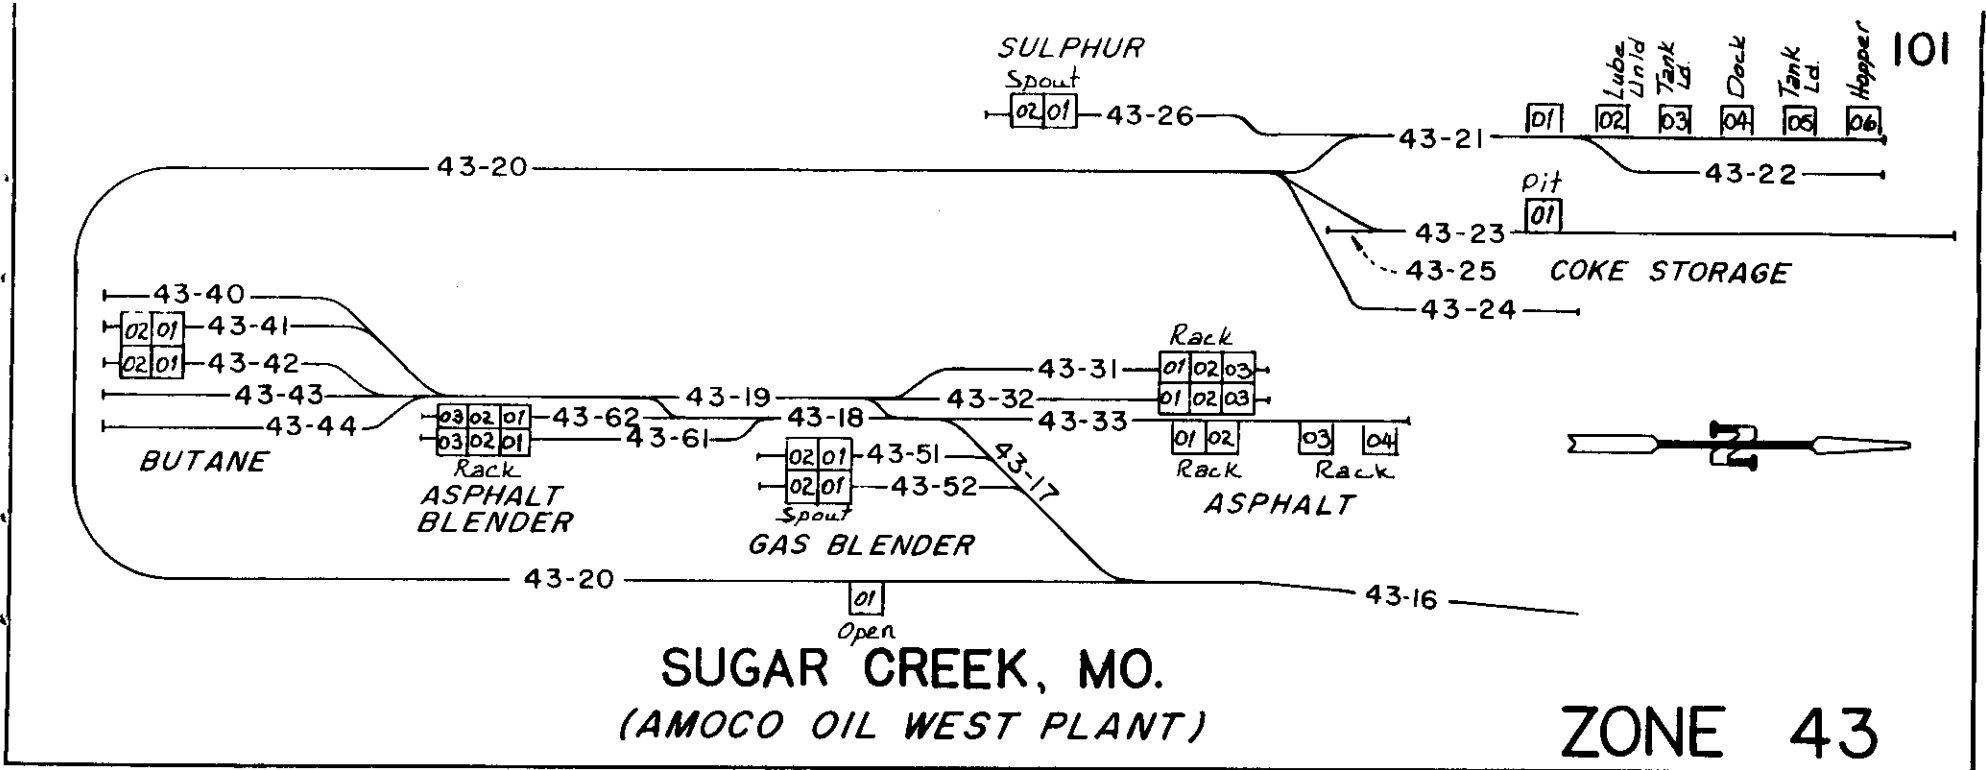 101
SULPHUR
Spout
02 01 43-26
Lube Unld
Tank Ld.
Dock
Tank Ld.
Hopper
43-21 01 02 03 04 05 06
43-20
43-22
Pit
01
43-23
43-25
COKE STORAGE
43-24
43-40
02 01 43-41
02 01 43-42
43-43
43-44
BUTANE
43-19
03 02 01 43-62
03 02 01 43-61
Rack
ASPHALT
BLENDER
43-18
02 01 43-51
02 01 43-52
Spout
GAS BLENDER
43-17
Rack
43-31 01 02 03
43-32 01 02 03
43-33
01 02 03 04
Rack Rack
ASPHALT
N
43-20
01
Open
43-16
SUGAR CREEK, MO.
(AMOCO OIL WEST PLANT)
ZONE 43